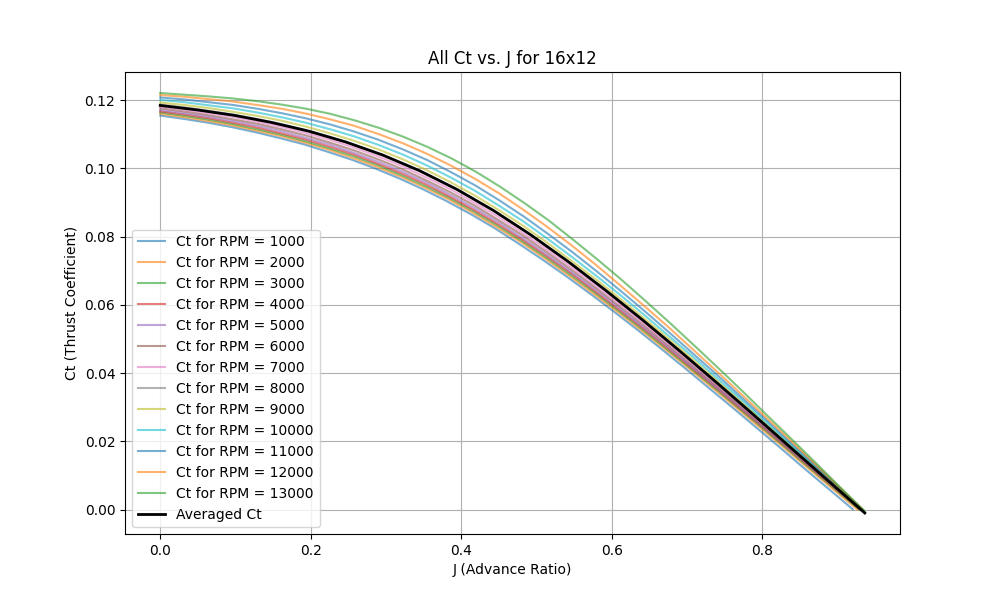 All Ct vs. J for 16x12
Ct (Thrust Coefficient)
0.12
0.10
0.08
0.06
0.04
0.02
0.00
Ct for RPM = 1000
Ct for RPM = 2000
Ct for RPM = 3000
Ct for RPM = 4000
Ct for RPM = 5000
Ct for RPM = 6000
Ct for RPM = 7000
Ct for RPM = 8000
Ct for RPM = 9000
Ct for RPM = 10000
Ct for RPM = 11000
Ct for RPM = 12000
Ct for RPM = 13000
Averaged Ct
0.0 0.2 0.4 0.6 0.8
J (Advance Ratio)